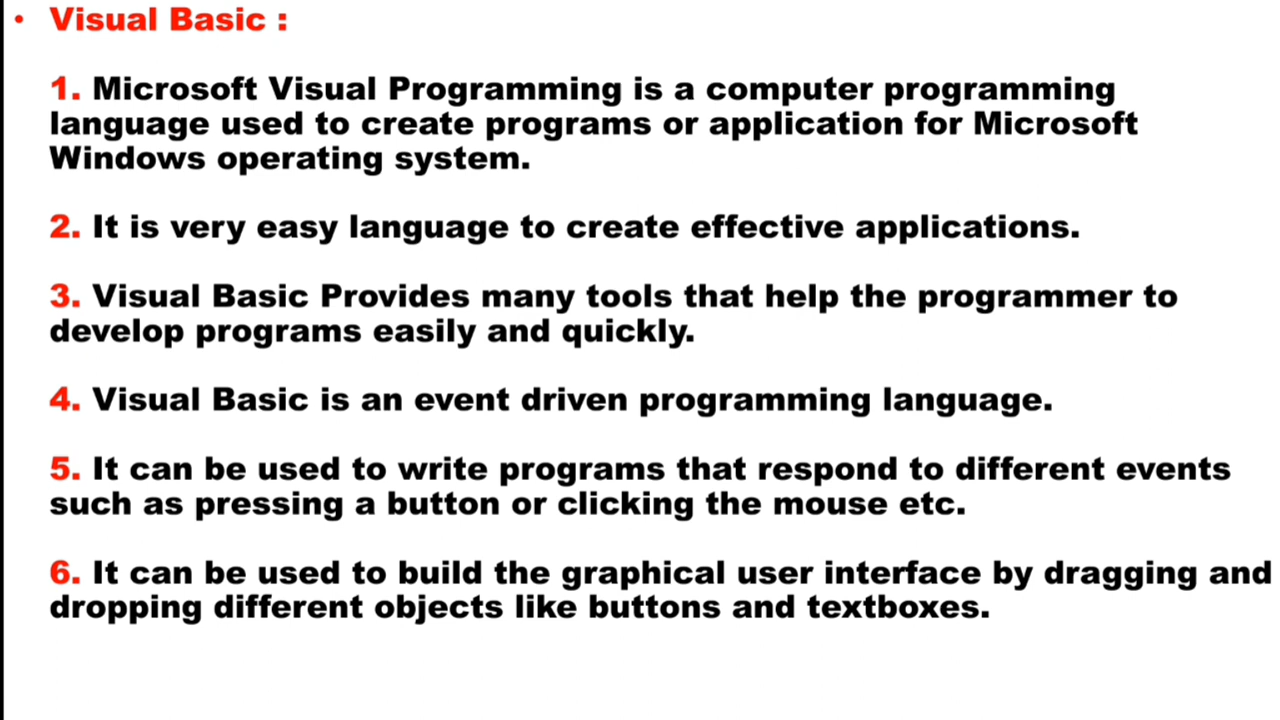 • Visual Basic :
1. Microsoft Visual Programming is a computer programming
language used to create programs or application for Microsoft
Windows operating system.
2. It is very easy language to create effective applications.
3. Visual Basic Provides many tools that help the programmer to
develop programs easily and quickly.
4. Visual Basic is an event driven programming language.
5. It can be used to write programs that respond to different events
such as pressing a button or clicking the mouse etc.
6. It can be used to build the graphical user interface by dragging and
dropping different objects like buttons and textboxes.